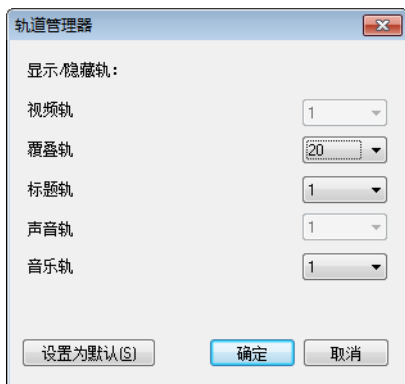 轨道管理器
显示/隐藏轨：
视频轨 1
覆叠轨 20
标题轨 1
声音轨 1
音乐轨 1
设置为默认(S) 确定 取消